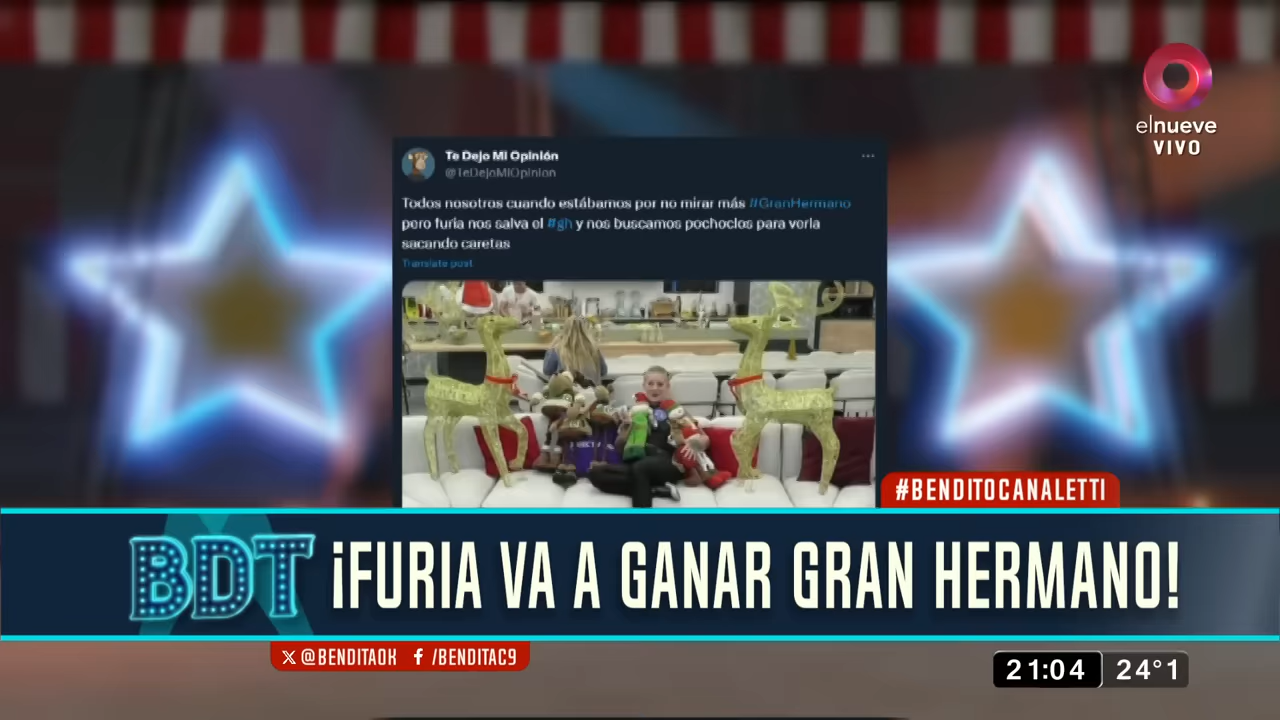 elnueve
VIVO
Te Dejo Mi Opinión
@TeDejoMiOpinion
Todos nosotros cuando estábamos por no mirar más #GranHermano
pero furia nos salva el #gh y nos buscamos pochoclos para verla
sacando caretas
Translate post
#BENDITOCANALETTI
BDT
¡FURIA VA A GANAR GRAN HERMANO!
@BENDITAOK
/BENDITAC9
21:04
24°1